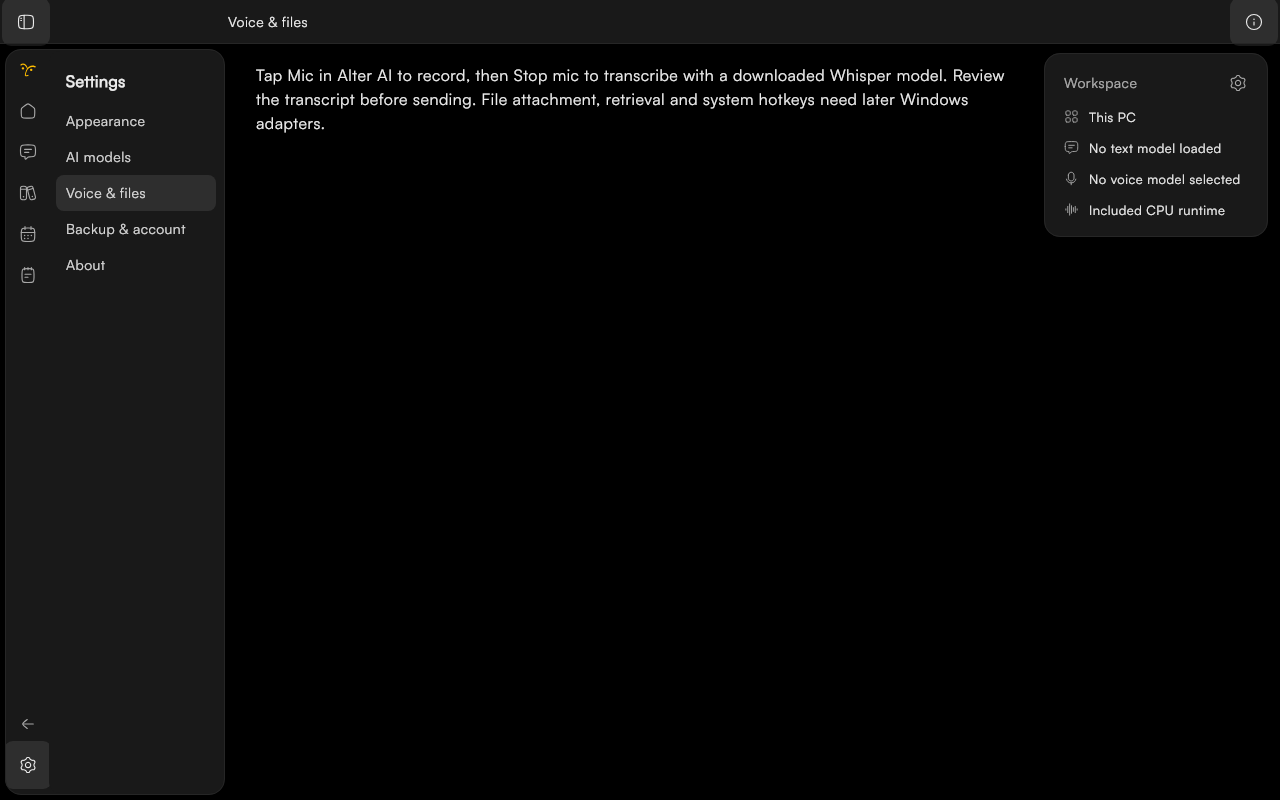 Voice & files
Settings
Appearance
AI models
Voice & files
Backup & account
About
Tap Mic in Alter AI to record, then Stop mic to transcribe with a downloaded Whisper model. Review
the transcript before sending. File attachment, retrieval and system hotkeys need later Windows
adapters.
Workspace
This PC
No text model loaded
No voice model selected
Included CPU runtime